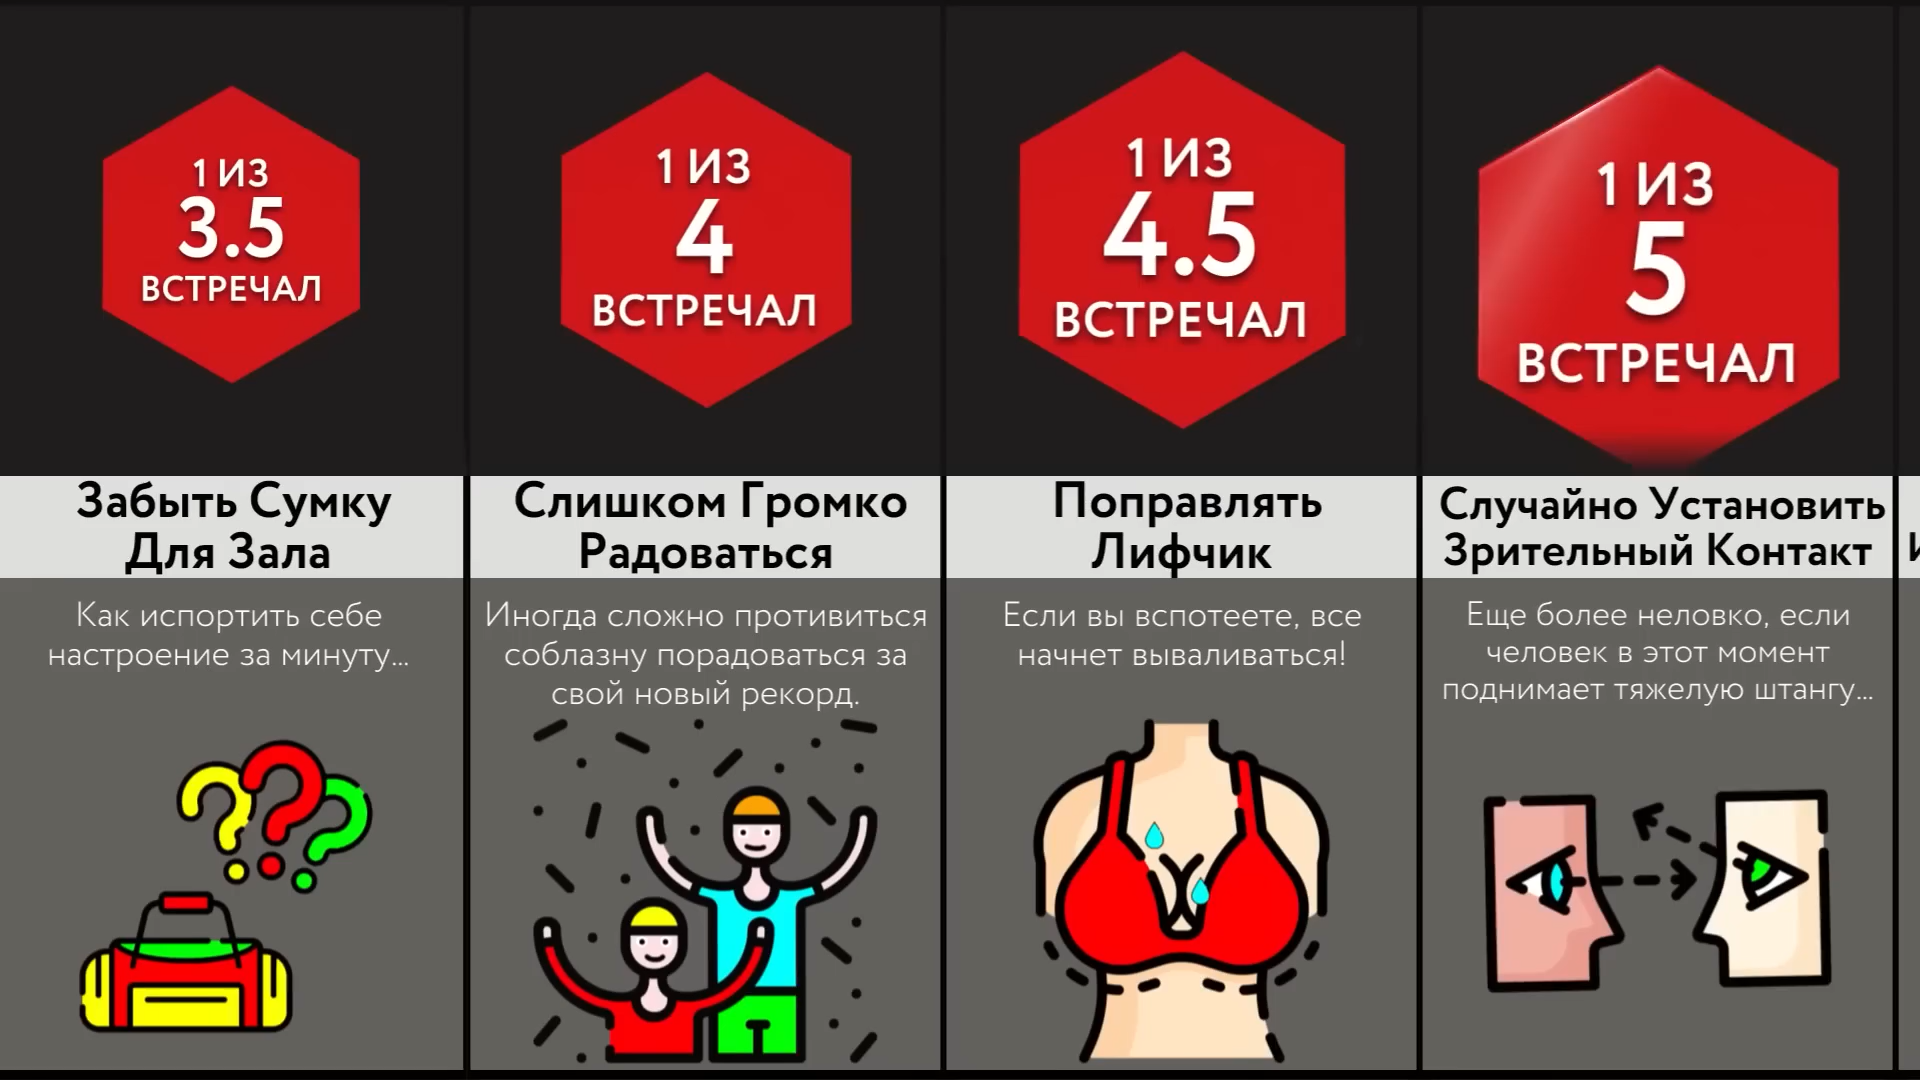 1 ИЗ
3.5
ВСТРЕЧАЛ
Забыть Сумку
Для Зала
Как испортить себе
настроение за минуту...
1 ИЗ
4
ВСТРЕЧАЛ
Слишком Громко
Радоваться
Иногда сложно противиться
соблазну порадоваться за
свой новый рекорд.
1 ИЗ
4.5
ВСТРЕЧАЛ
Поправлять
Лифчик
Если вы вспотеете, все
начнет вываливаться!
1 ИЗ
5
ВСТРЕЧАЛ
Случайно Установить
Зрительный Контакт
Еще более неловко, если
человек в этот момент
поднимает тяжелую штангу...